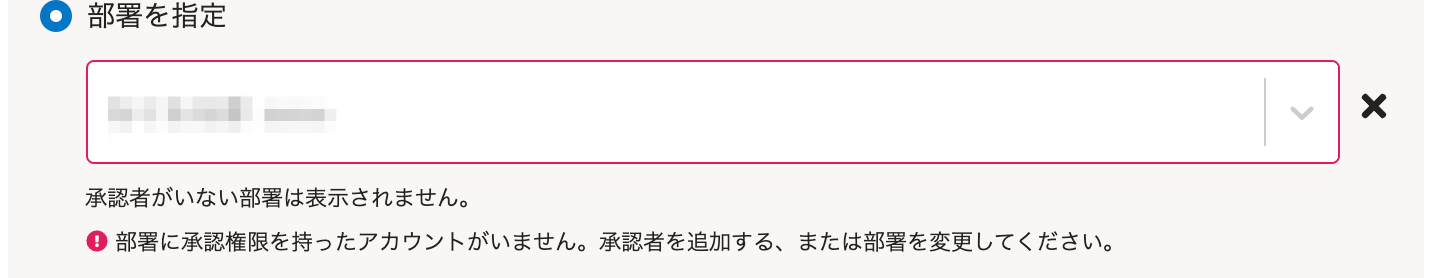 部署を指定
承認者がいない部署は表示されません。
部署に承認権限を持ったアカウントがいません。承認者を追加する、または部署を変更してください。